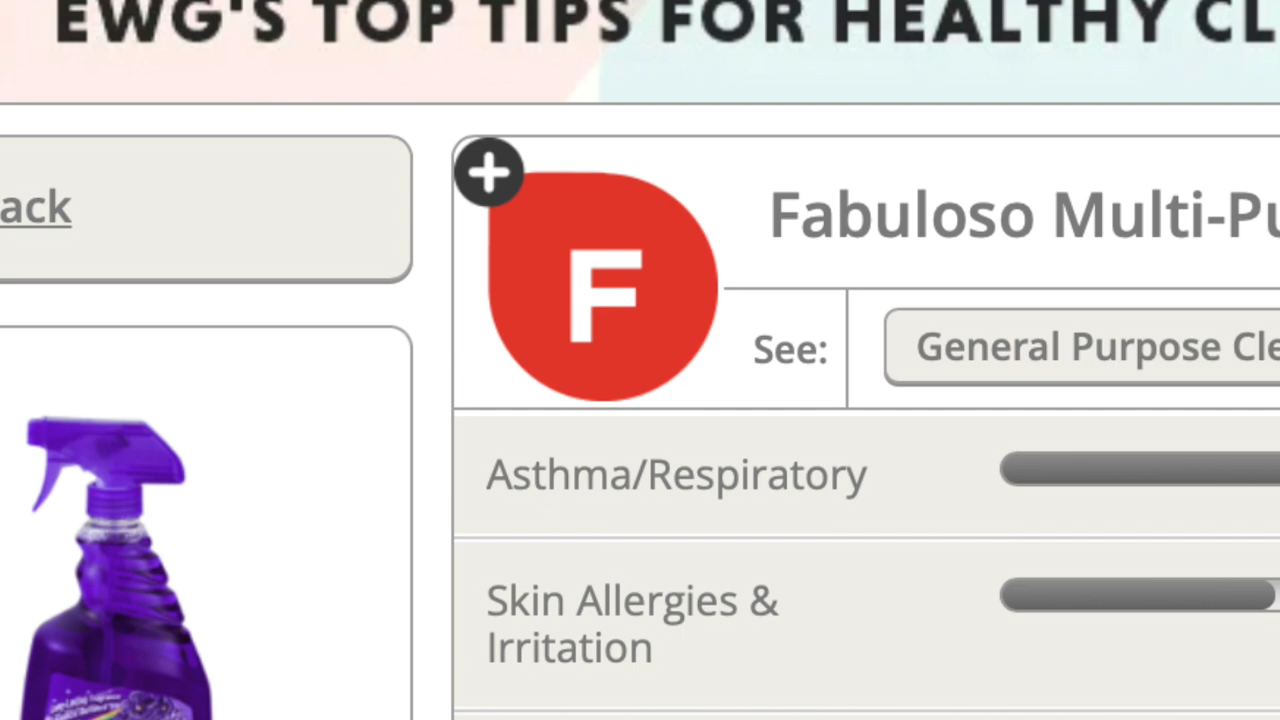 EWG'S TOP TIPS FOR HEALTHY CL
ack
F
Fabuloso Multi-Pu
See:
General Purpose Cle
Asthma/Respiratory
Skin Allergies &
Irritation